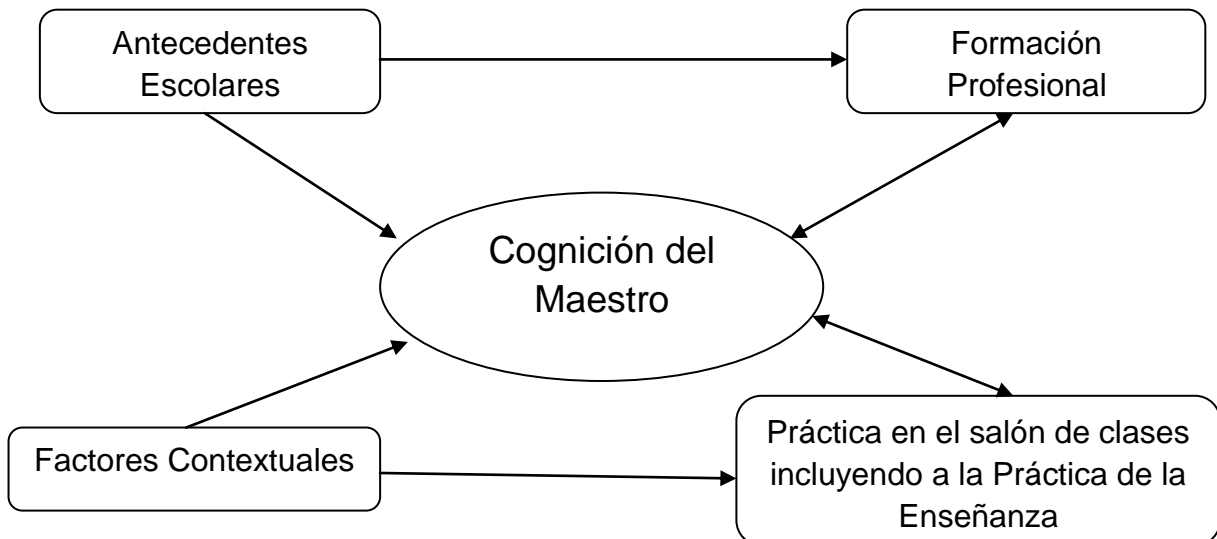 Antecedentes
Escolares
Formación
Profesional
Cognición del
Maestro
Factores Contextuales
Práctica en el salón de clases
incluyendo a la Práctica de la
Enseñanza